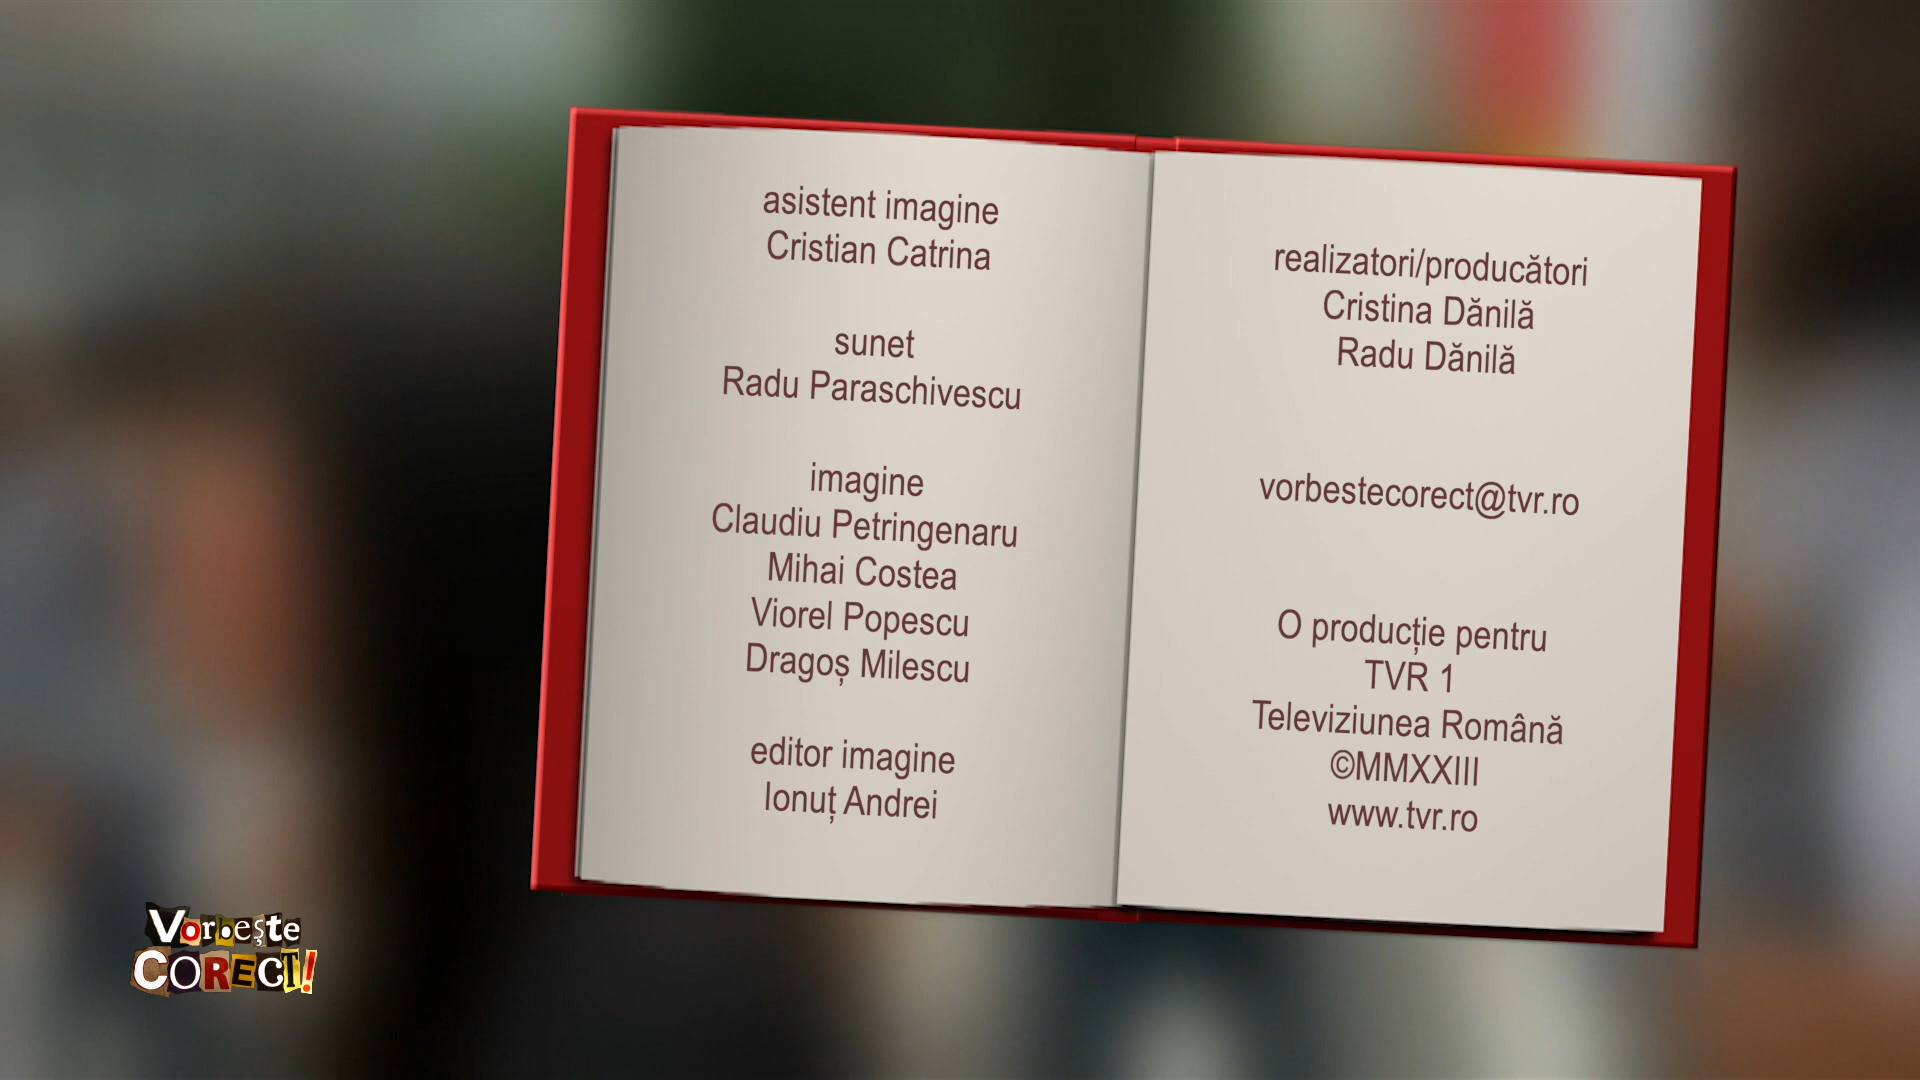 asistent imagine
Cristian Catrina
sunet
Radu Paraschivescu
imagine
Claudiu Petringenaru
Mihai Costea
Viorel Popescu
Dragoș Milescu
editor imagine
Ionuț Andrei
realizatori/producători
Cristina Dănilă
Radu Dănilă
vorbestecorect@tvr.ro
O producție pentru
TVR 1
Televiziunea Română
©MMXXIII
www.tvr.ro
Vorbește
CORECT!